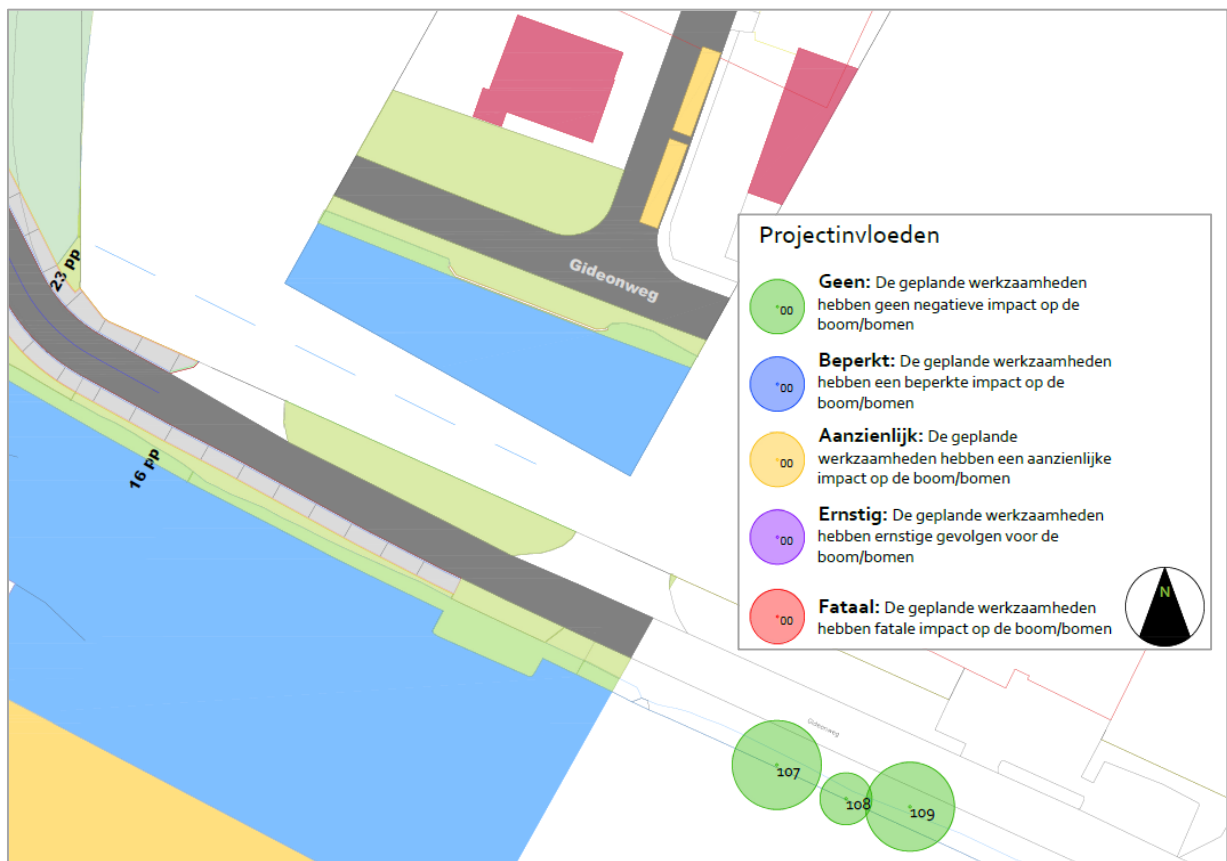 23 pp
16 pp
Gideonweg
Projectinvloeden
00
Geen: De geplande werkzaamheden
hebben geen negatieve impact op de
boom/bomen
00
Beperkt: De geplande werkzaamheden
hebben een beperkte impact op de
boom/bomen
00
Aanzienlijk: De geplande
werkzaamheden hebben een aanzienlijke
impact op de boom/bomen
00
Ernstig: De geplande werkzaamheden
hebben ernstige gevolgen voor de
boom/bomen
00
Fataal: De geplande werkzaamheden
hebben fatale impact op de boom/bomen
N
Gideonweg
107
108
109